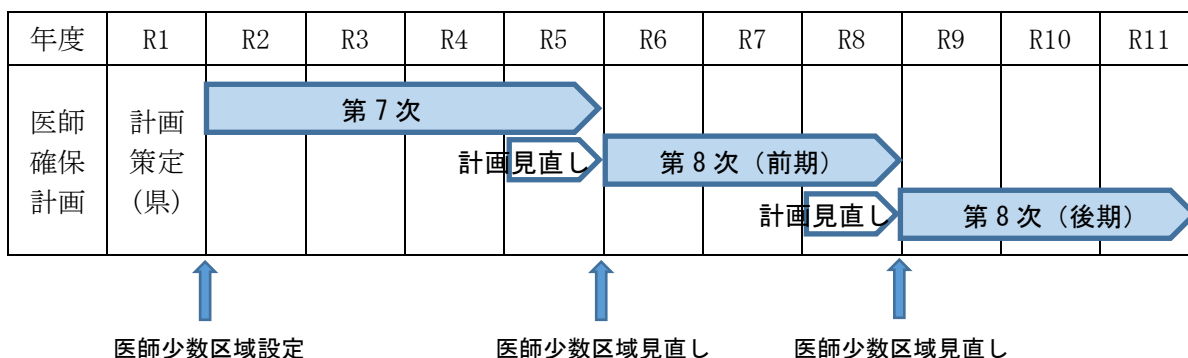 年度 R1 R2 R3 R4 R5 R6 R7 R8 R9 R10 R11
医師
確保
計画
計画
策定
（県）
第７次
計画見直し
第８次（前期）
計画見直し
第８次（後期）
医師少数区域設定 医師少数区域見直し 医師少数区域見直し